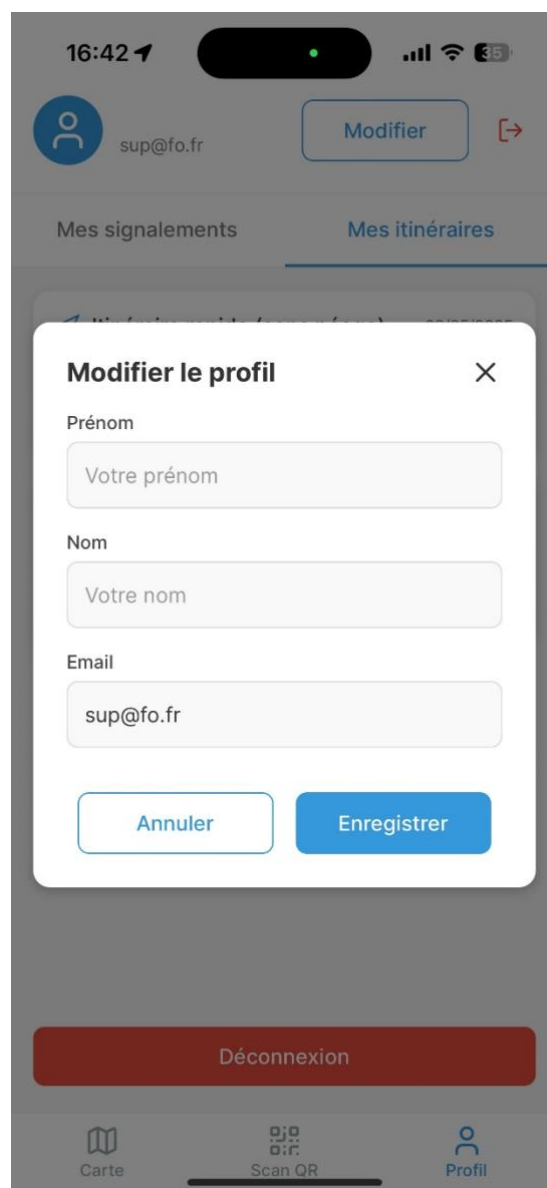 16:42
35
sup@fo.fr
Modifier
Mes signalements
Mes itinéraires
Modifier le profil
Prénom
Votre prénom
Nom
Votre nom
Email
sup@fo.fr
Annuler
Enregistrer
Déconnexion
Carte
Scan QR
Profil